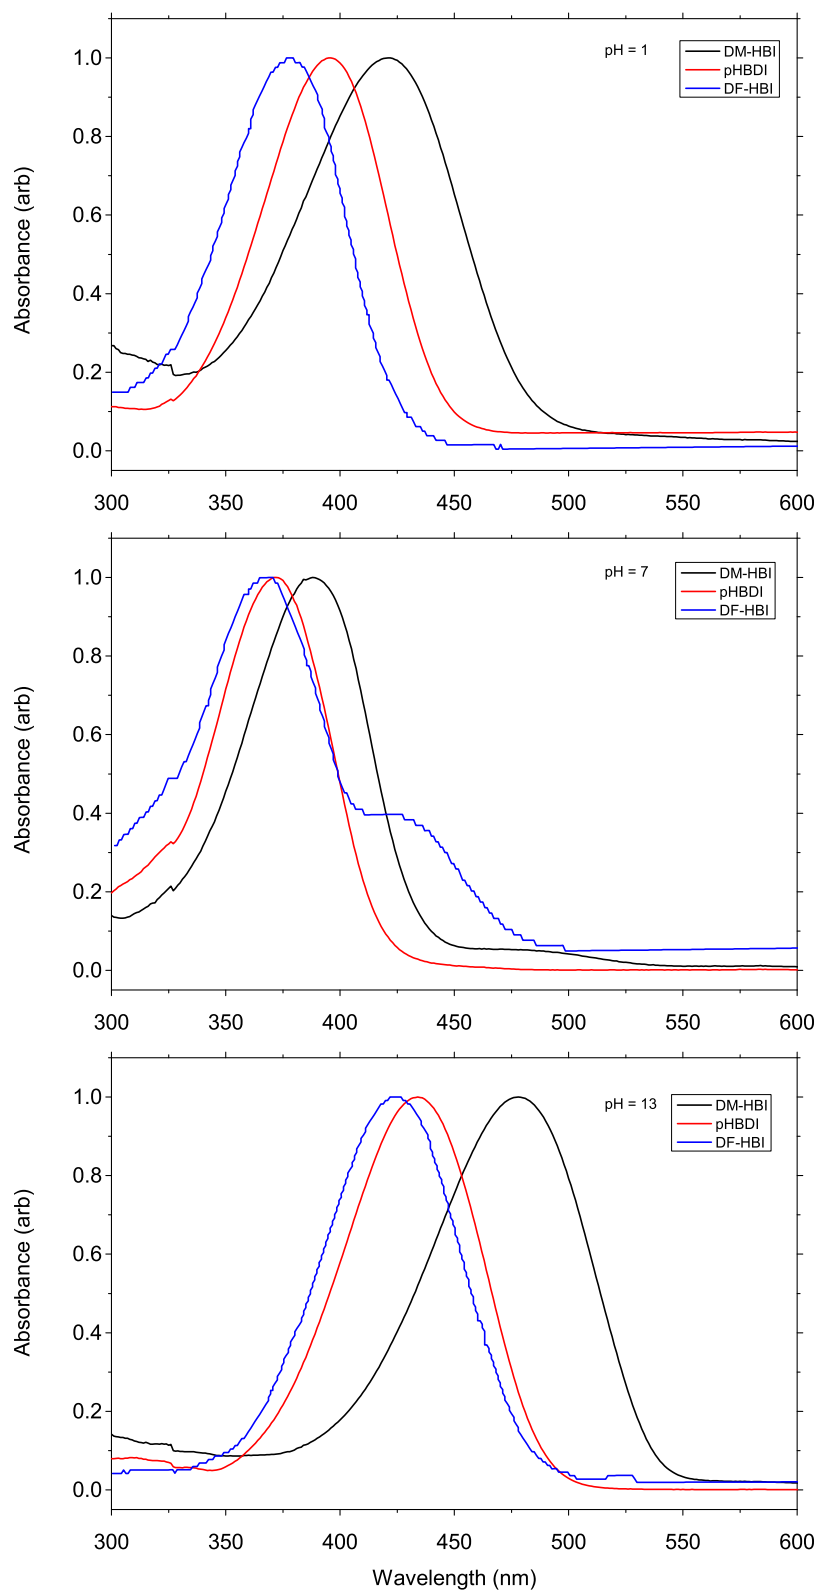 pH = 1
DM-HBI
pHBDI
DF-HBI
1.0
0.8
0.6
0.4
0.2
0.0
Absorbance (arb)
300 350 400 450 500 550 600
pH = 7
DM-HBI
pHBDI
DF-HBI
1.0
0.8
0.6
0.4
0.2
0.0
Absorbance (arb)
300 350 400 450 500 550 600
pH = 13
DM-HBI
pHBDI
DF-HBI
1.0
0.8
0.6
0.4
0.2
0.0
Absorbance (arb)
300 350 400 450 500 550 600
Wavelength (nm)